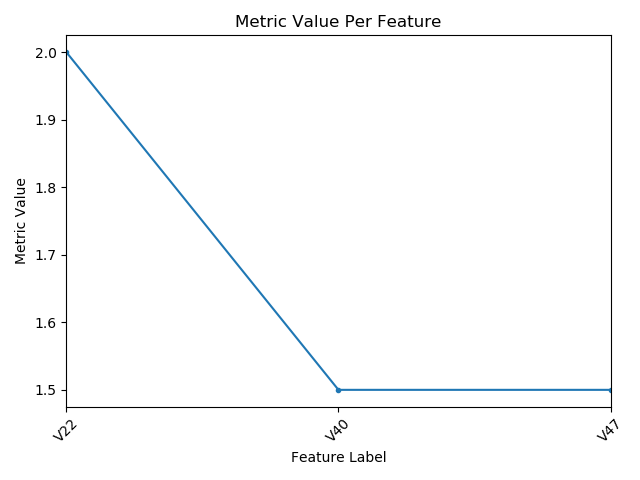 Metric Value Per Feature
Metric Value
2.0
1.9
1.8
1.7
1.6
1.5
V22
V40
V47
Feature Label